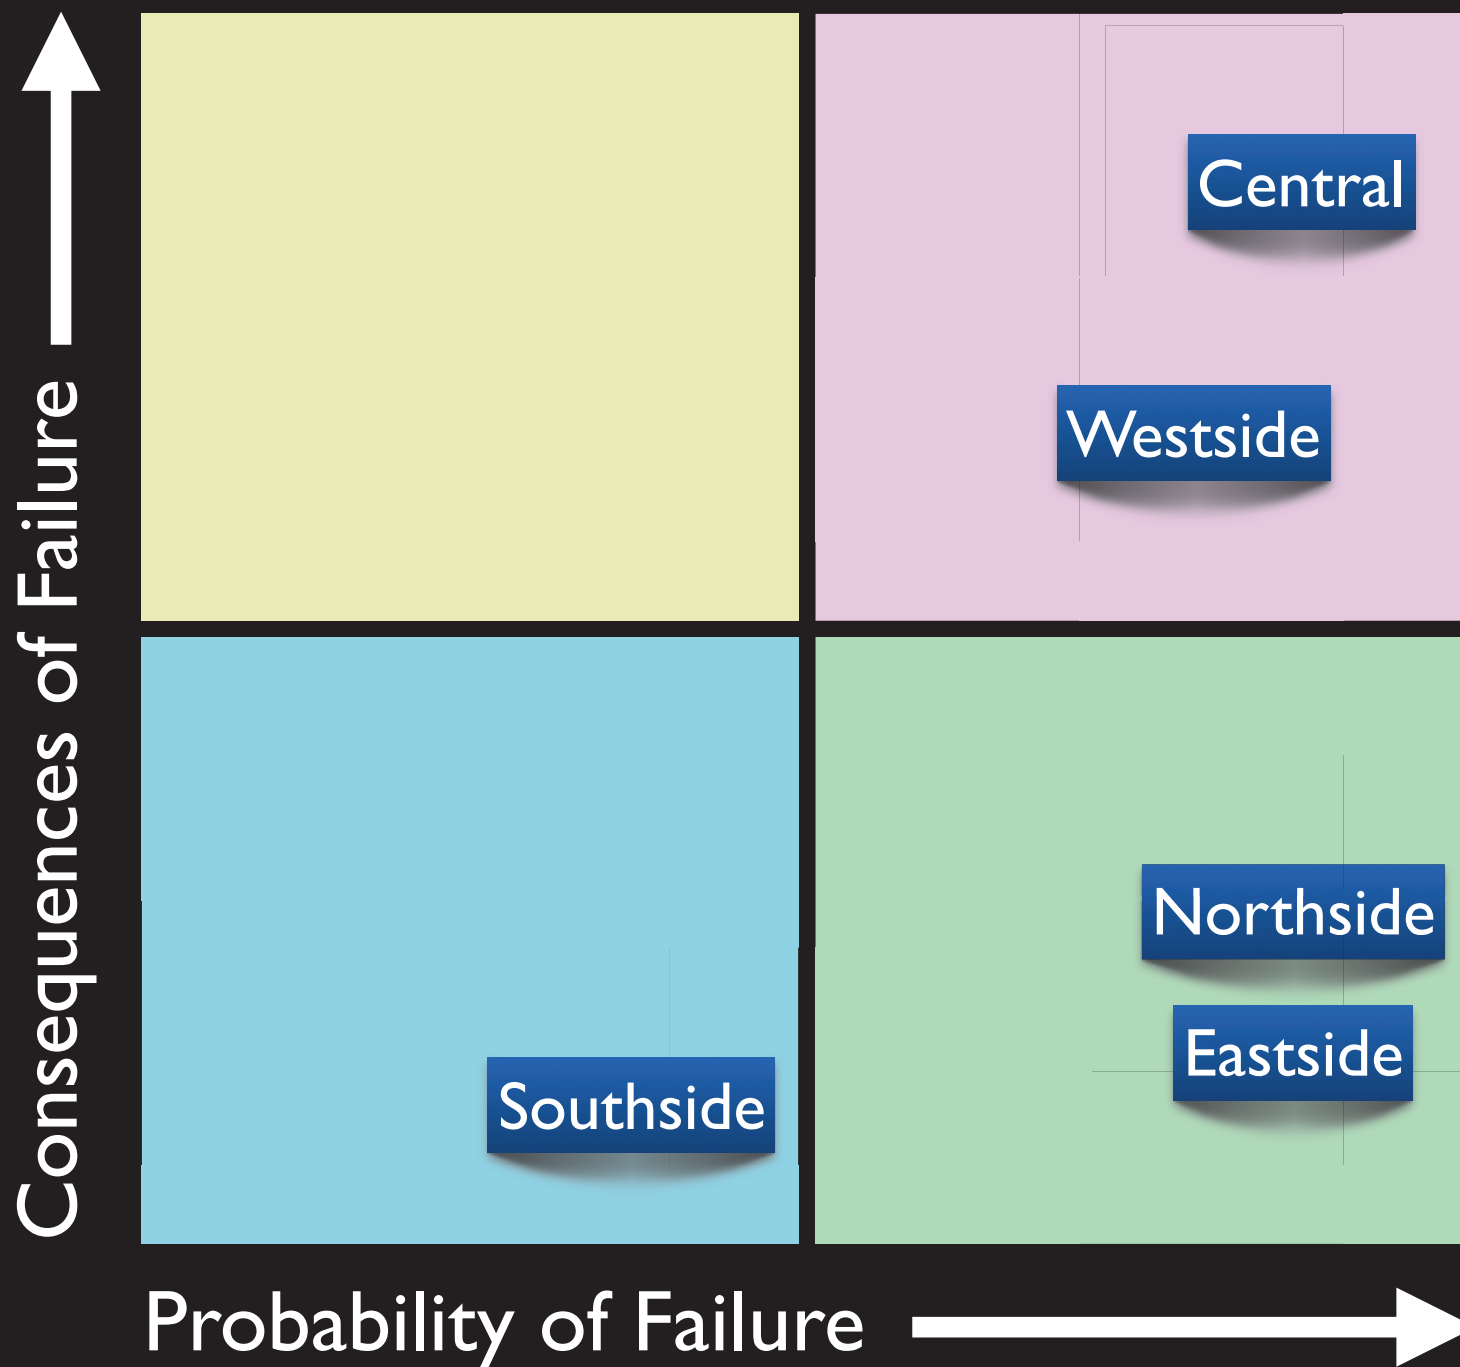 Consequences of Failure
Central
Westside
Northside
Eastside
Southside
Probability of Failure